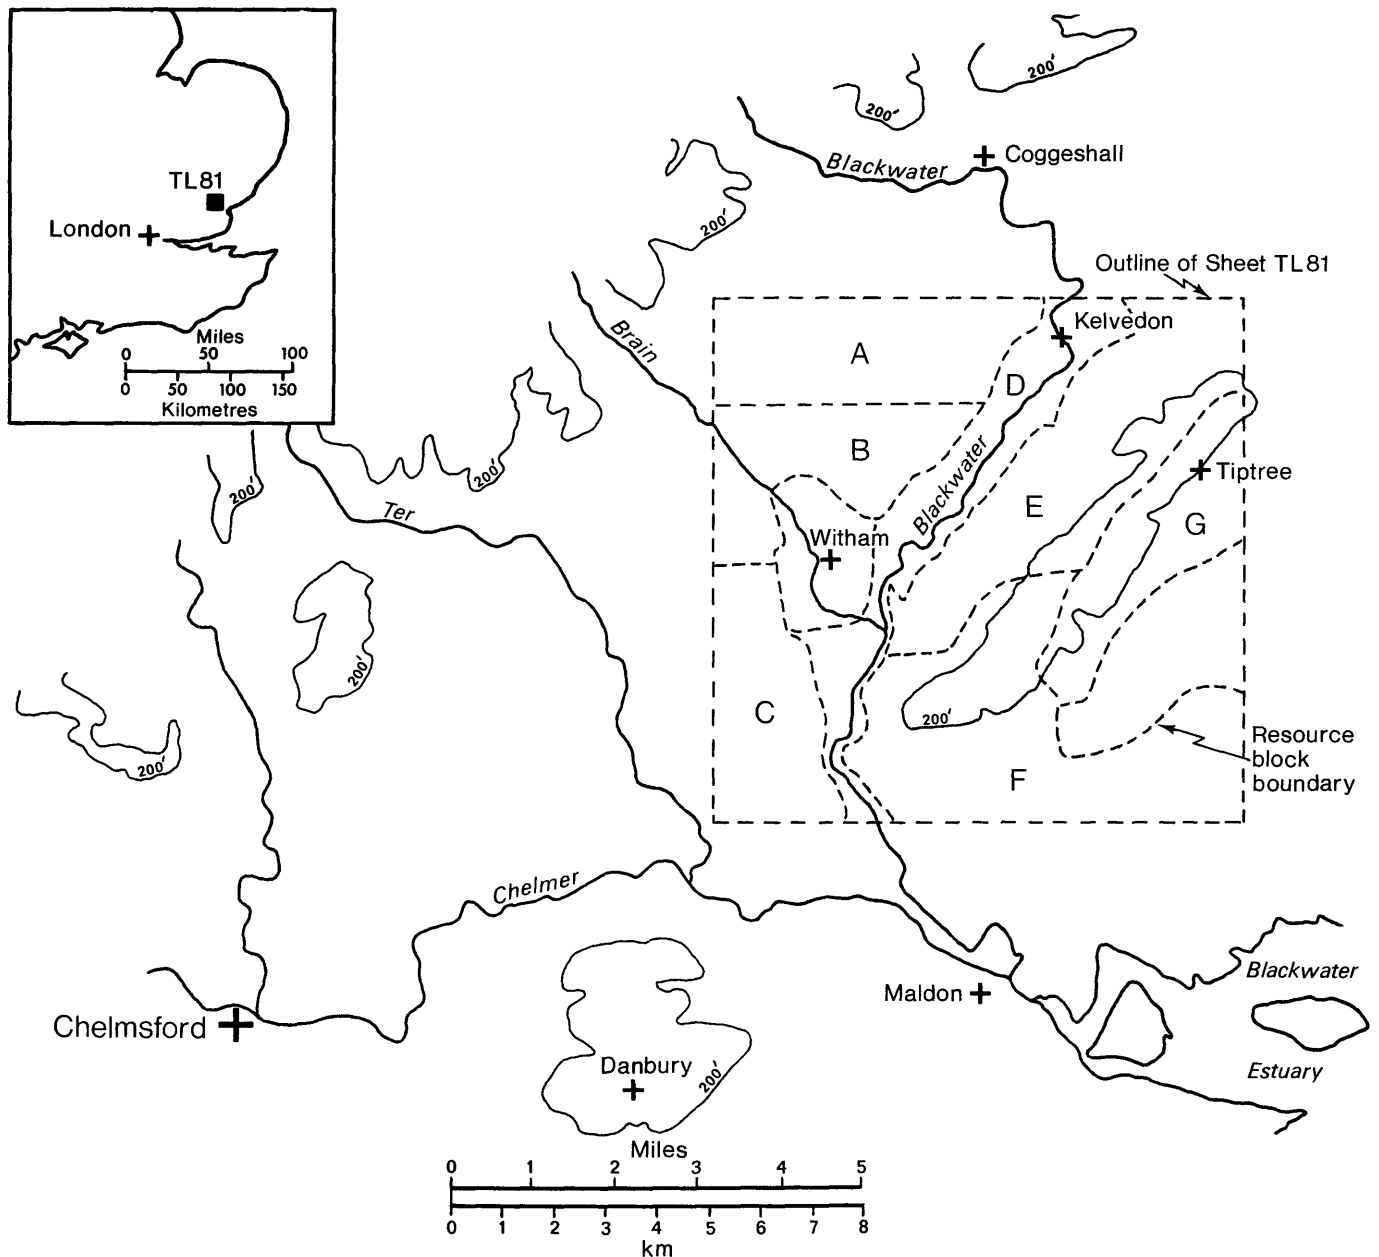 TL81
London
Miles
0 50 100
0 50 100 150
Kilometres
200'
200'
Blackwater
Coggeshall
200'
Outline of Sheet TL81
Kelvedon
Brain
A
D
B
Blackwater
Tiptree
200'
200'
Ter
E
G
Witham
200'
C
200'
Resource
block
boundary
200'
F
Chelmer
Blackwater
Maldon
Chelmsford
Danbury
200'
Estuary
Miles
0 1 2 3 4 5
0 1 2 3 4 5 6 7 8
km